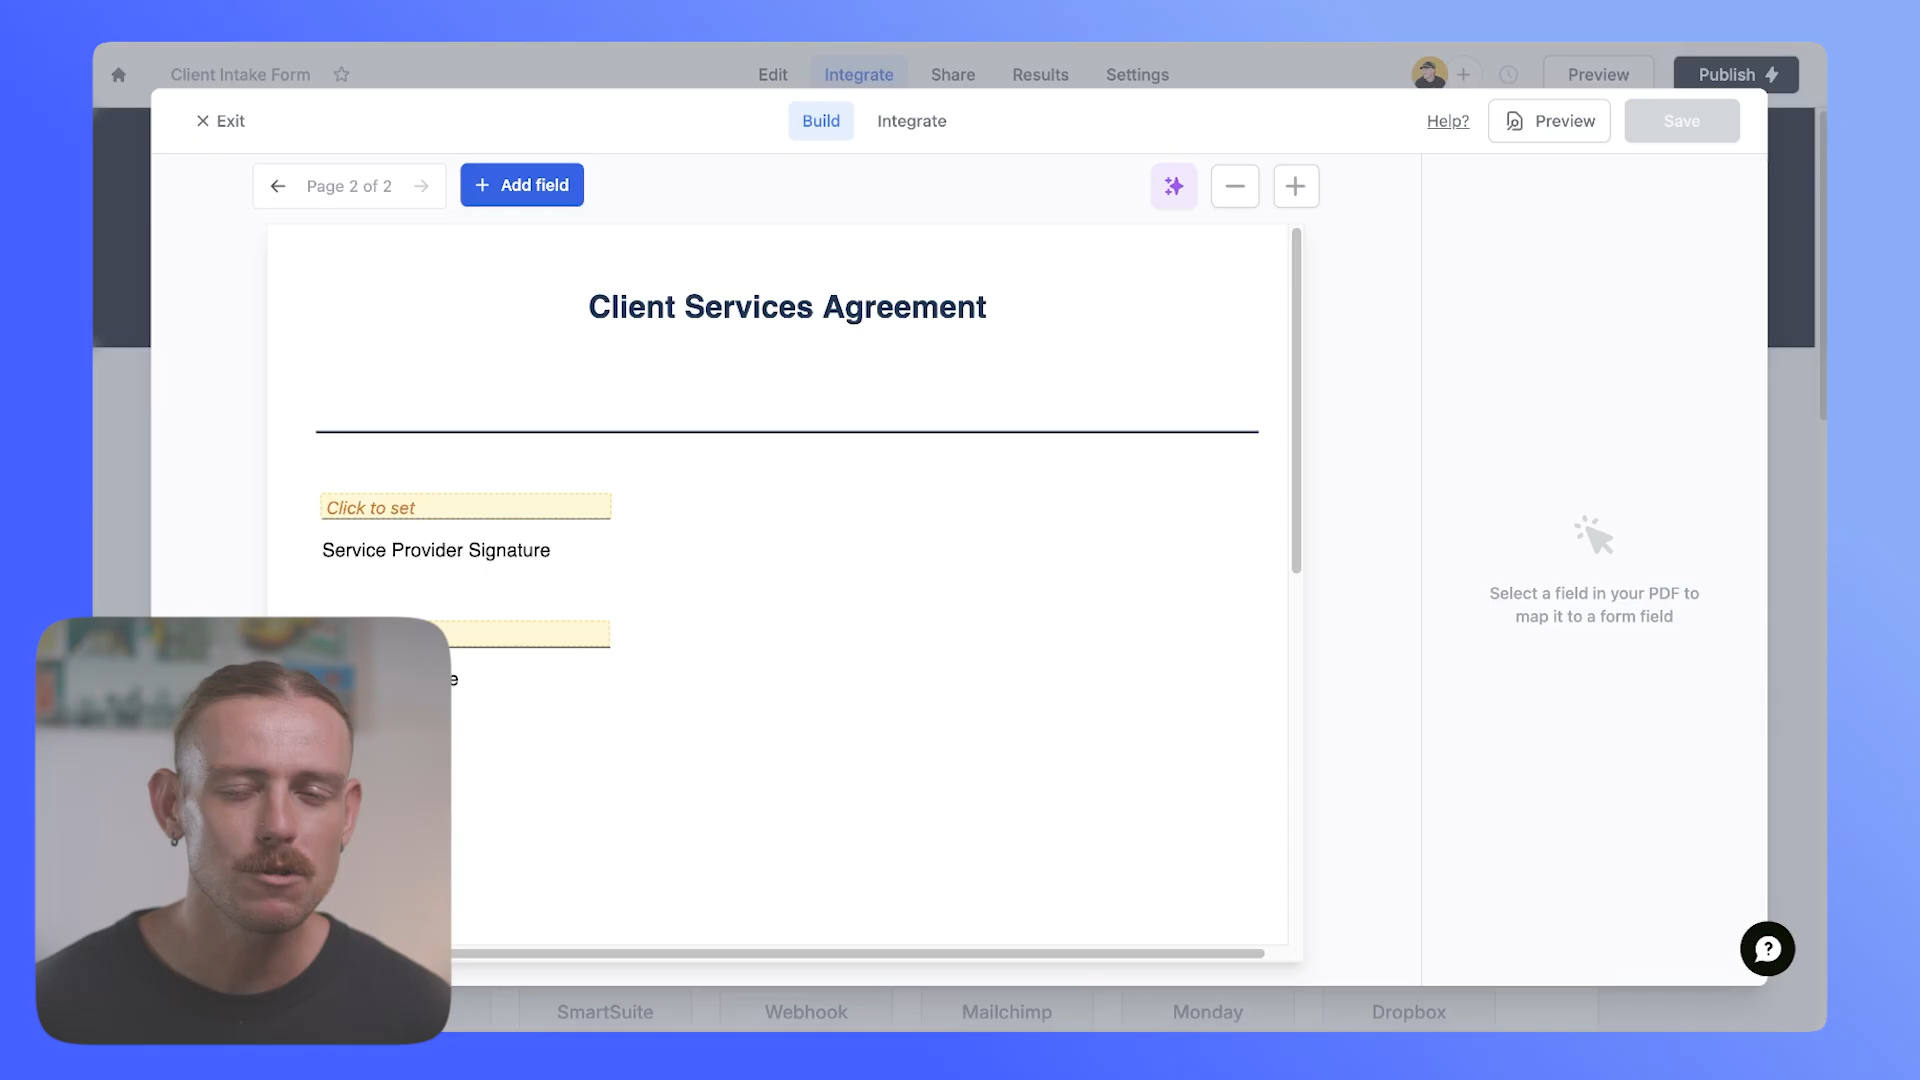 Client Intake Form
Edit
Integrate
Share
Results
Settings
Preview
Publish
Exit
Build
Integrate
Help?
Preview
Save
Page 2 of 2
Add field
Client Services Agreement
Click to set
Service Provider Signature
e
Select a field in your PDF to
map it to a form field
SmartSuite
Webhook
Mailchimp
Monday
Dropbox